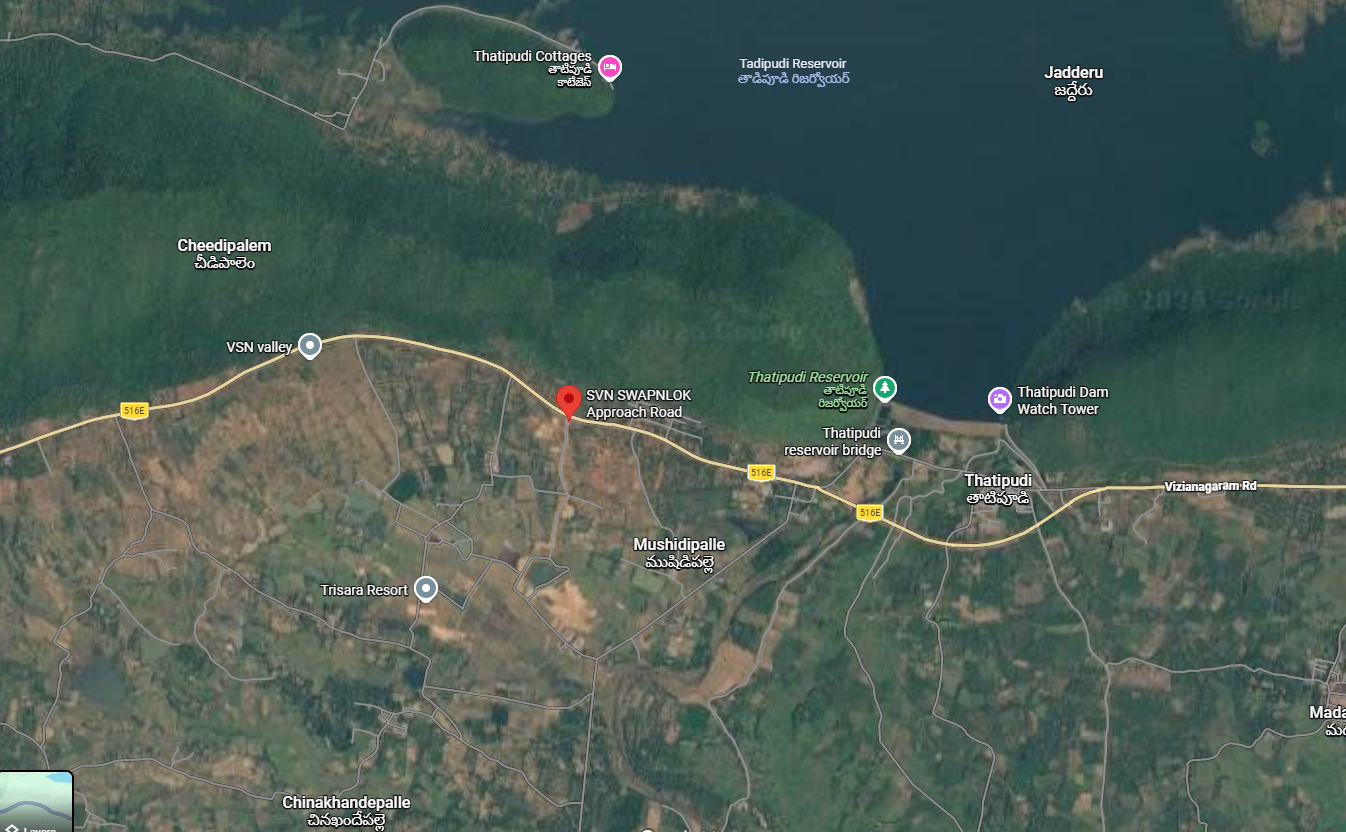 Thatipudi Cottages
తాటిపూడి
కాటేజెస్
Tadipudi Reservoir
తాడిపూడి రిజర్వోయర్
Jadderu
జద్దేరు
Cheedipalem
చీడిపాలెం
VSN valley
516E
SVN SWAPNLOK
Approach Road
Thatipudi Reservoir
తాటిపూడి
రిజర్వోయర్
Thatipudi Dam
Watch Tower
Thatipudi
reservoir bridge
516E
Thatipudi
తాటిపూడి
Vizianagaram Rd
516E
Mushidipalle
ముషిడిపల్లె
Trisara Resort
Mada
Chinakhandepalle
చినఖందేపల్లె
Layers